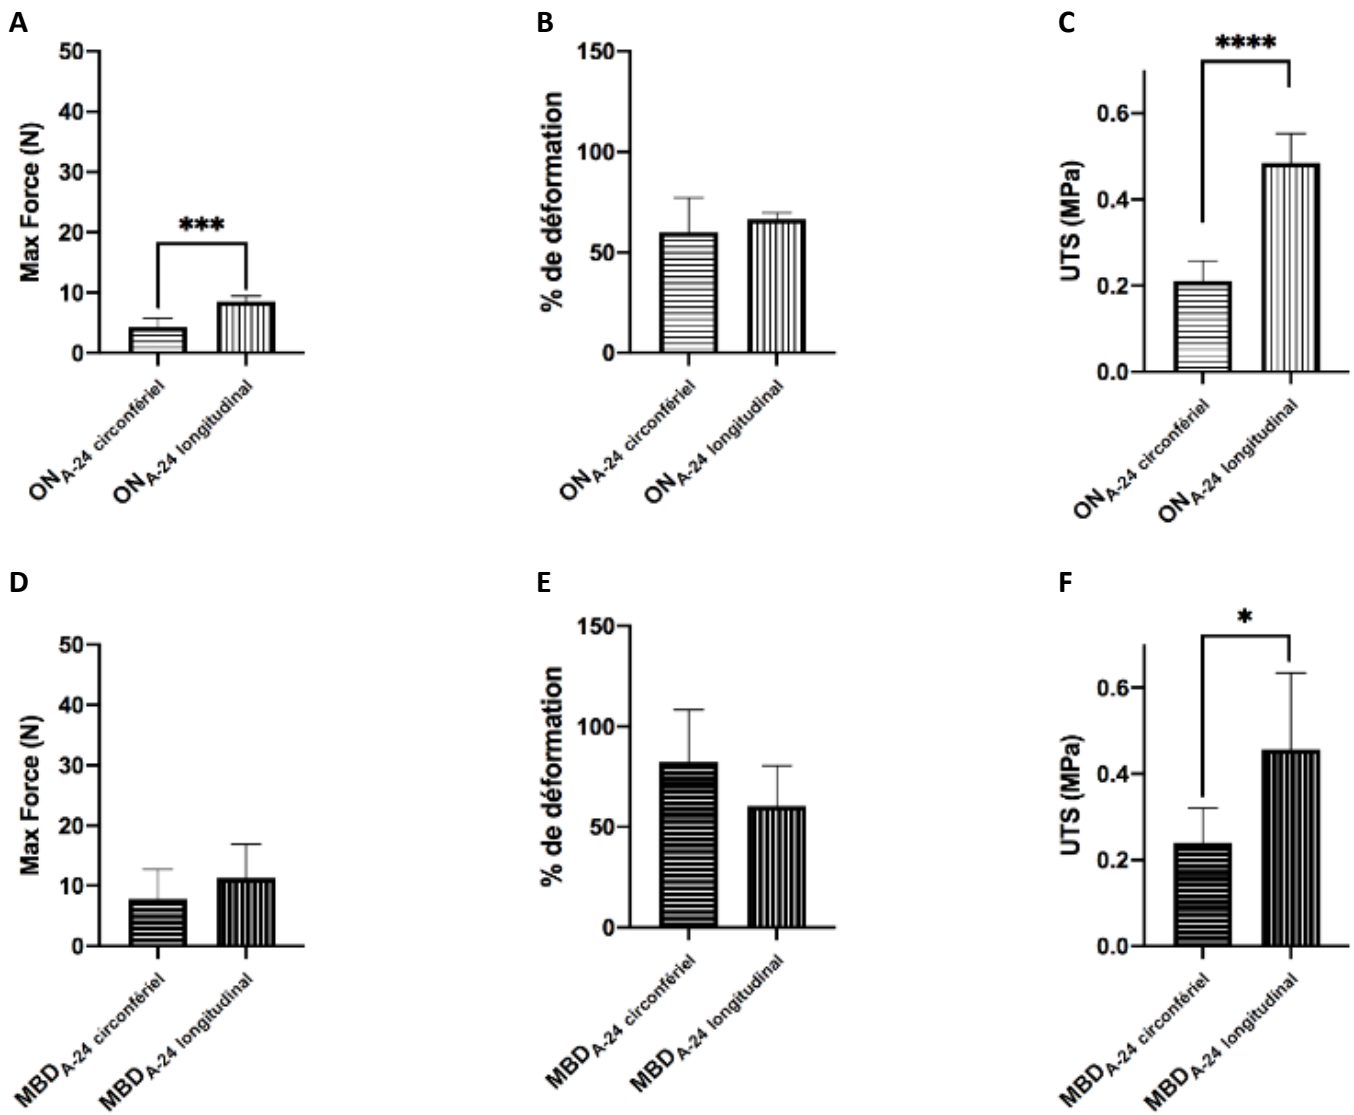 A
50
40
30
20
10
0
Max Force (N)
***
ONA-24 circonfériel
ONA-24 longitudinal
B
150
100
50
0
% de déformation
ONA-24 circonfériel
ONA-24 longitudinal
C
0.6
0.4
0.2
0.0
UTS (MPa)
****
ONA-24 circonfériel
ONA-24 longitudinal
D
50
40
30
20
10
0
Max Force (N)
MBDA-24 circonfériel
MBDA-24 longitudinal
E
150
100
50
0
% de déformation
MBDA-24 circonfériel
MBDA-24 longitudinal
F
0.6
0.4
0.2
0.0
UTS (MPa)
*
MBDA-24 circonfériel
MBDA-24 longitudinal